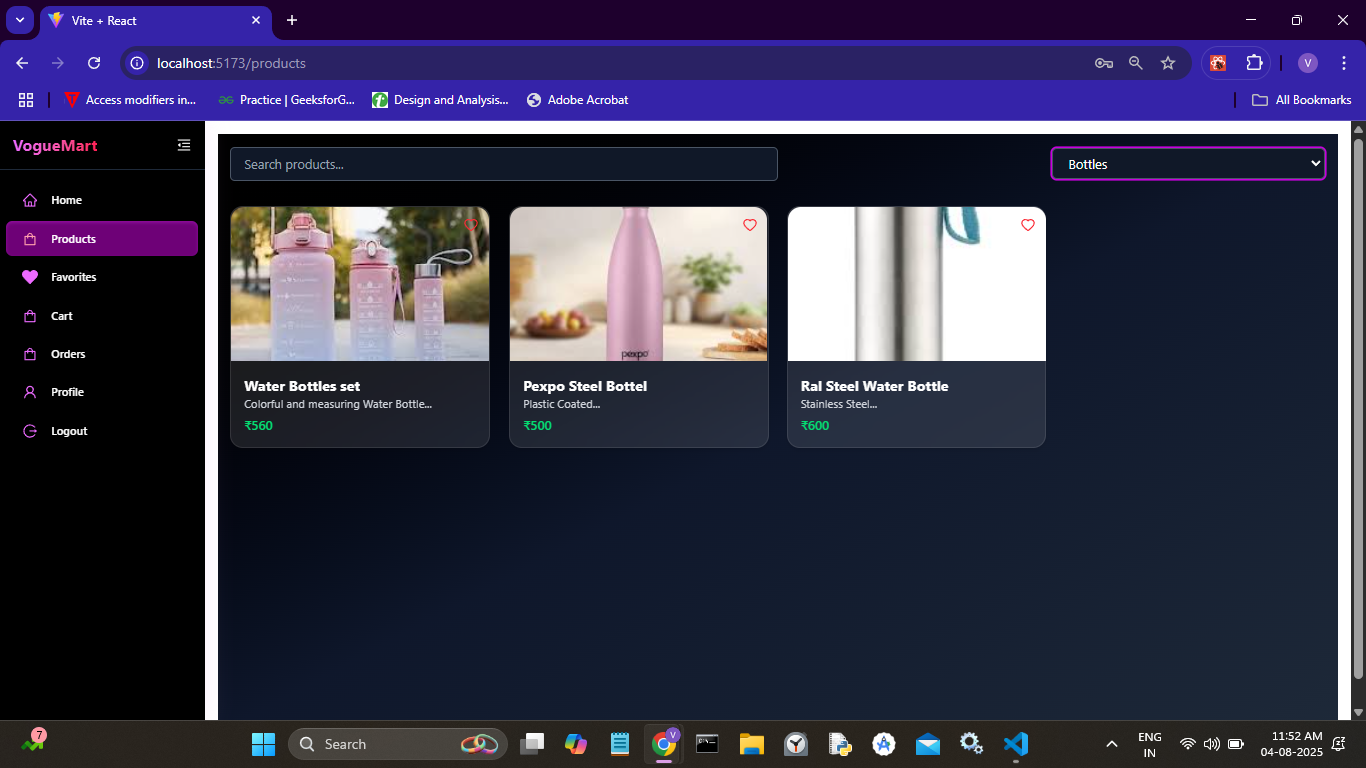 Vite + React
localhost:5173/products
V
Access modifiers in...
Practice | GeeksforG...
Design and Analysis...
Adobe Acrobat
All Bookmarks
VogueMart
Home
Products
Favorites
Cart
Orders
Profile
Logout
Search products...
Bottles
pexpo
Water Bottles set
Colorful and measuring Water Bottle...
₹560
Pexpo Steel Bottel
Plastic Coated...
₹500
Ral Steel Water Bottle
Stainless Steel...
₹600
7
Search
V
ENG
IN
11:52 AM
04-08-2025